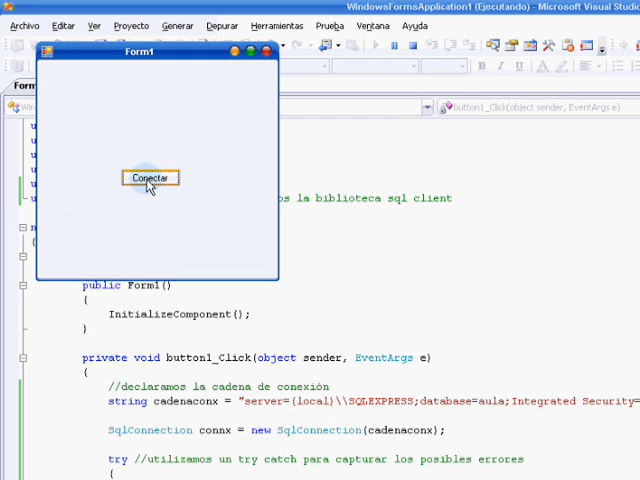 WindowsFormsApplication1 (Ejecutando) - Microsoft Visual Studio
Archivo Editar Ver Proyecto Generar Depurar Herramientas Prueba Ventana Ayuda
Form1
B I U A
Form
button1_Click(object sender, EventArgs e)
Conectar
os la biblioteca sql client
public Form1()
{
InitializeComponent();
}
private void button1_Click(object sender, EventArgs e)
{
//declaramos la cadena de conexión
string cadenaconx = "server=(local)\\SQLEXPRESS;database=aula;Integrated Security=
SqlConnection connx = new SqlConnection(cadenaconx);
try //utilizamos un try catch para capturar los posibles errores
{